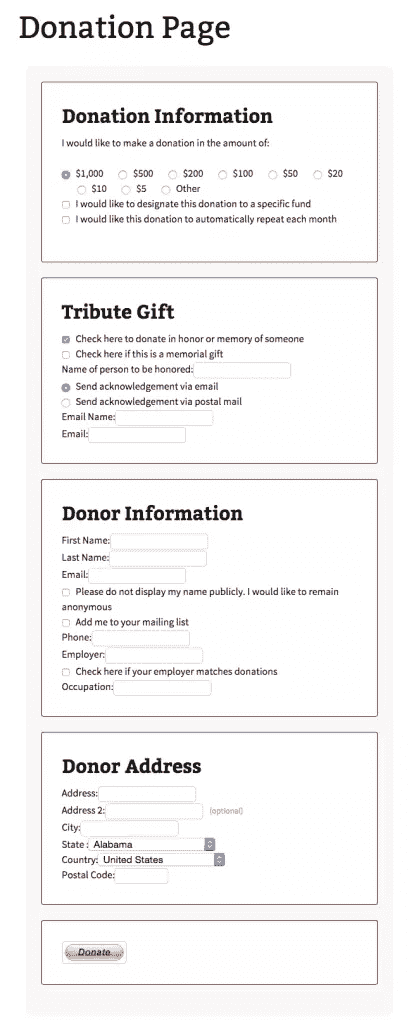 Donation Page
Donation Information
I would like to make a donation in the amount of:
$1,000 $500 $200 $100 $50 $20
$10 $5 Other
I would like to designate this donation to a specific fund
I would like this donation to automatically repeat each month
Tribute Gift
Check here to donate in honor or memory of someone
Check here if this is a memorial gift
Name of person to be honored:
Send acknowledgement via email
Send acknowledgement via postal mail
Email Name:
Email:
Donor Information
First Name:
Last Name:
Email:
Please do not display my name publicly. I would like to remain
anonymous
Add me to your mailing list
Phone:
Employer:
Check here if your employer matches donations
Occupation:
Donor Address
Address:
Address 2: (optional)
City:
State : Alabama
Country: United States
Postal Code:
Donate